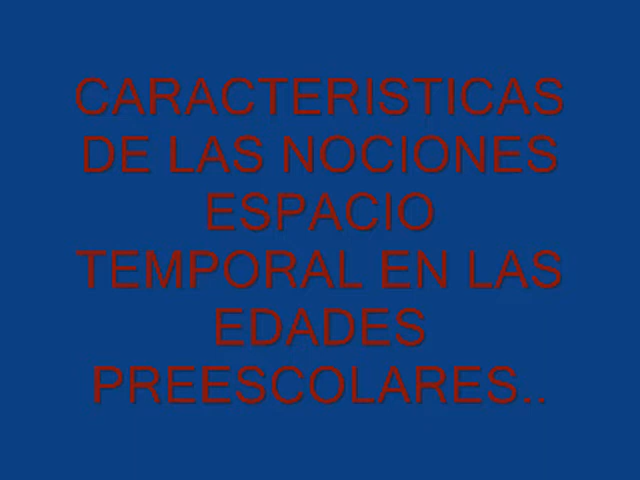 CARACTERISTICAS
DE LAS NOCIONES
ESPACIO
TEMPORAL EN LAS
EDADES
PREESCOLARES..